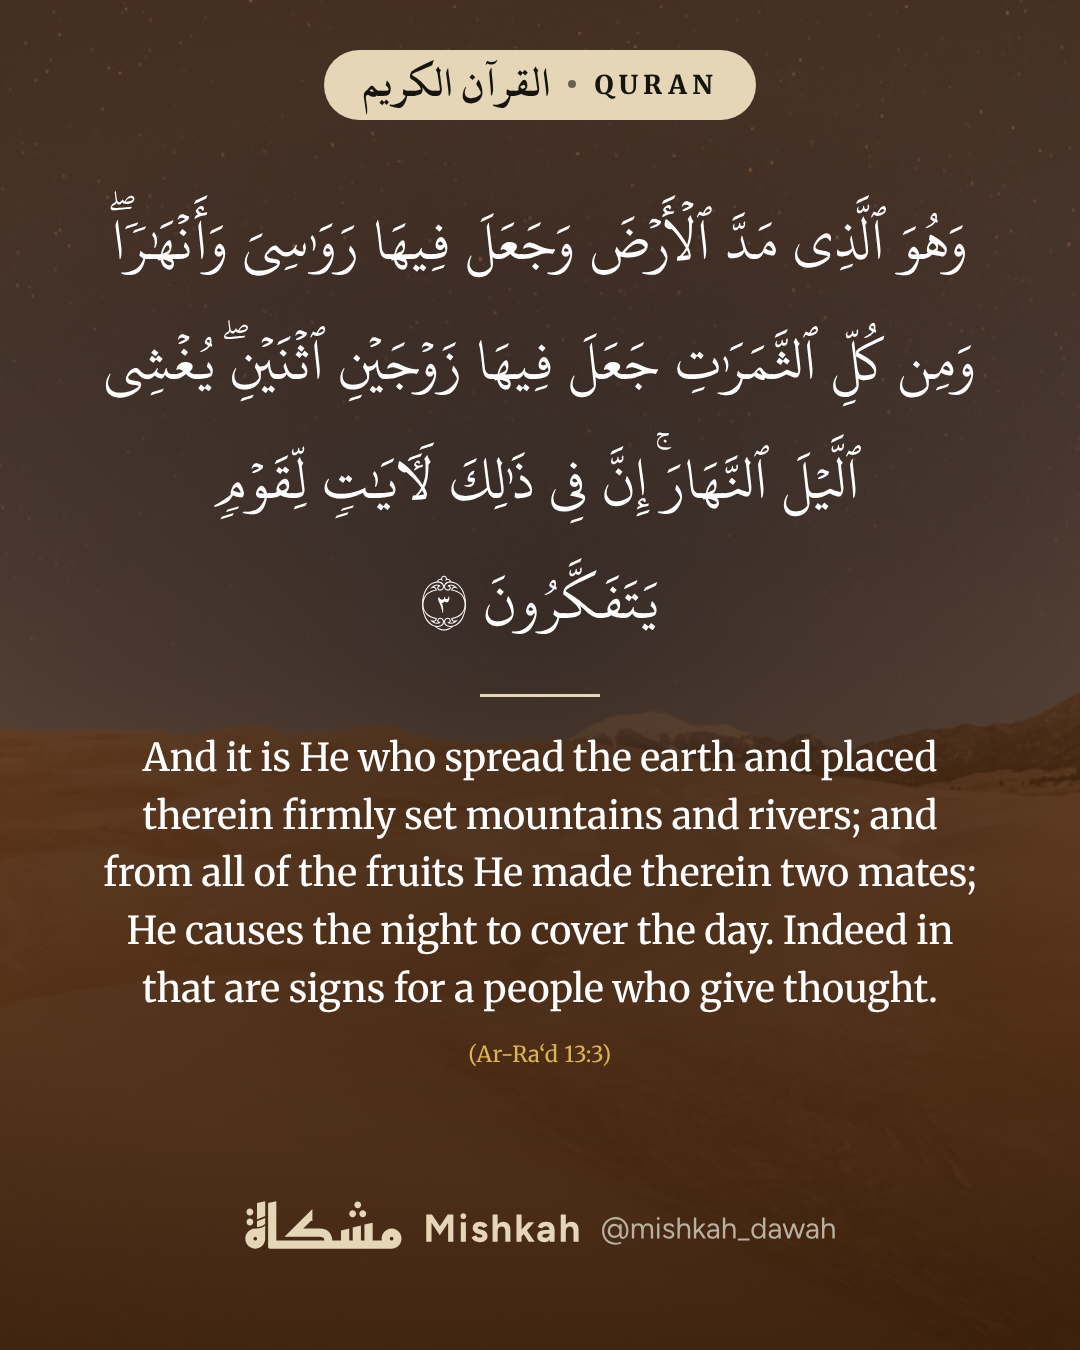 القرآن الكريم • QURAN
وَهُوَ ٱلَّذِى مَدَّ ٱلْأَرْضَ وَجَعَلَ فِيهَا رَوَٰسِىَ وَأَنْهَٰرًا ۖ
وَمِن كُلِّ ٱلثَّمَرَٰتِ جَعَلَ فِيهَا زَوْجَيْنِ ٱثْنَيْنِ ۖ يُغْشِى
ٱلَّيْلَ ٱلنَّهَارَ ۚ إِنَّ فِى ذَٰلِكَ لَـَٔايَـٰتٍ لِّقَوْمٍ
يَتَفَكَّرُونَ ٣
And it is He who spread the earth and placed
therein firmly set mountains and rivers; and
from all of the fruits He made therein two mates;
He causes the night to cover the day. Indeed in
that are signs for a people who give thought.
(Ar-Ra‘d 13:3)
مشكاة Mishkah @mishkah_dawah